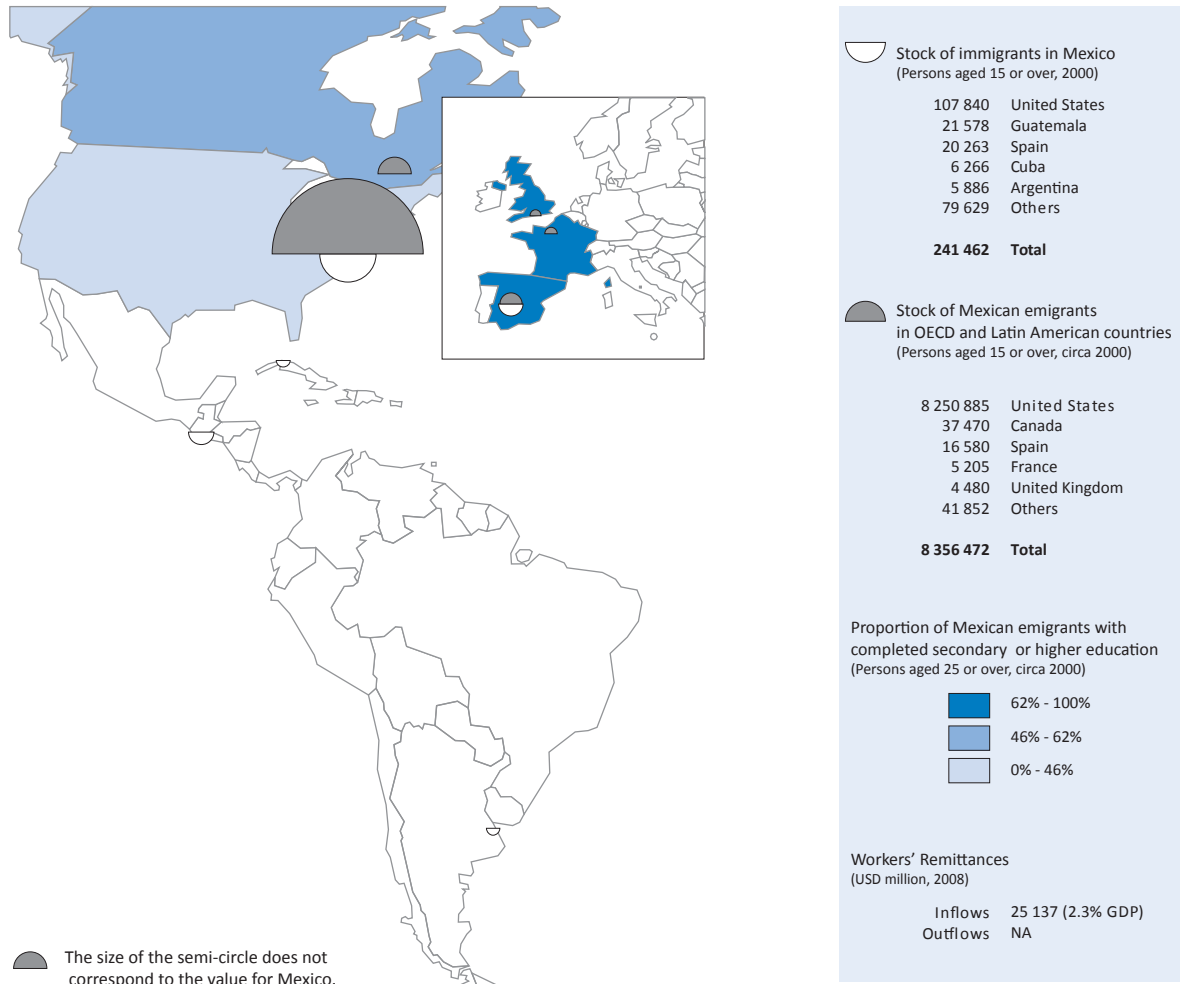 Stock of immigrants in Mexico
(Persons aged 15 or over, 2000)
107 840 United States
21 578 Guatemala
20 263 Spain
6 266 Cuba
5 886 Argentina
79 629 Others
241 462 Total
Stock of Mexican emigrants
in OECD and Latin American countries
(Persons aged 15 or over, circa 2000)
8 250 885 United States
37 470 Canada
16 580 Spain
5 205 France
4 480 United Kingdom
41 852 Others
8 356 472 Total
Proportion of Mexican emigrants with
completed secondary or higher education
(Persons aged 25 or over, circa 2000)
62% - 100%
46% - 62%
0% - 46%
Workers' Remittances
(USD million, 2008)
Inflows 25 137 (2.3% GDP)
Outflows NA
The size of the semi-circle does not
correspond to the value for Mexico.